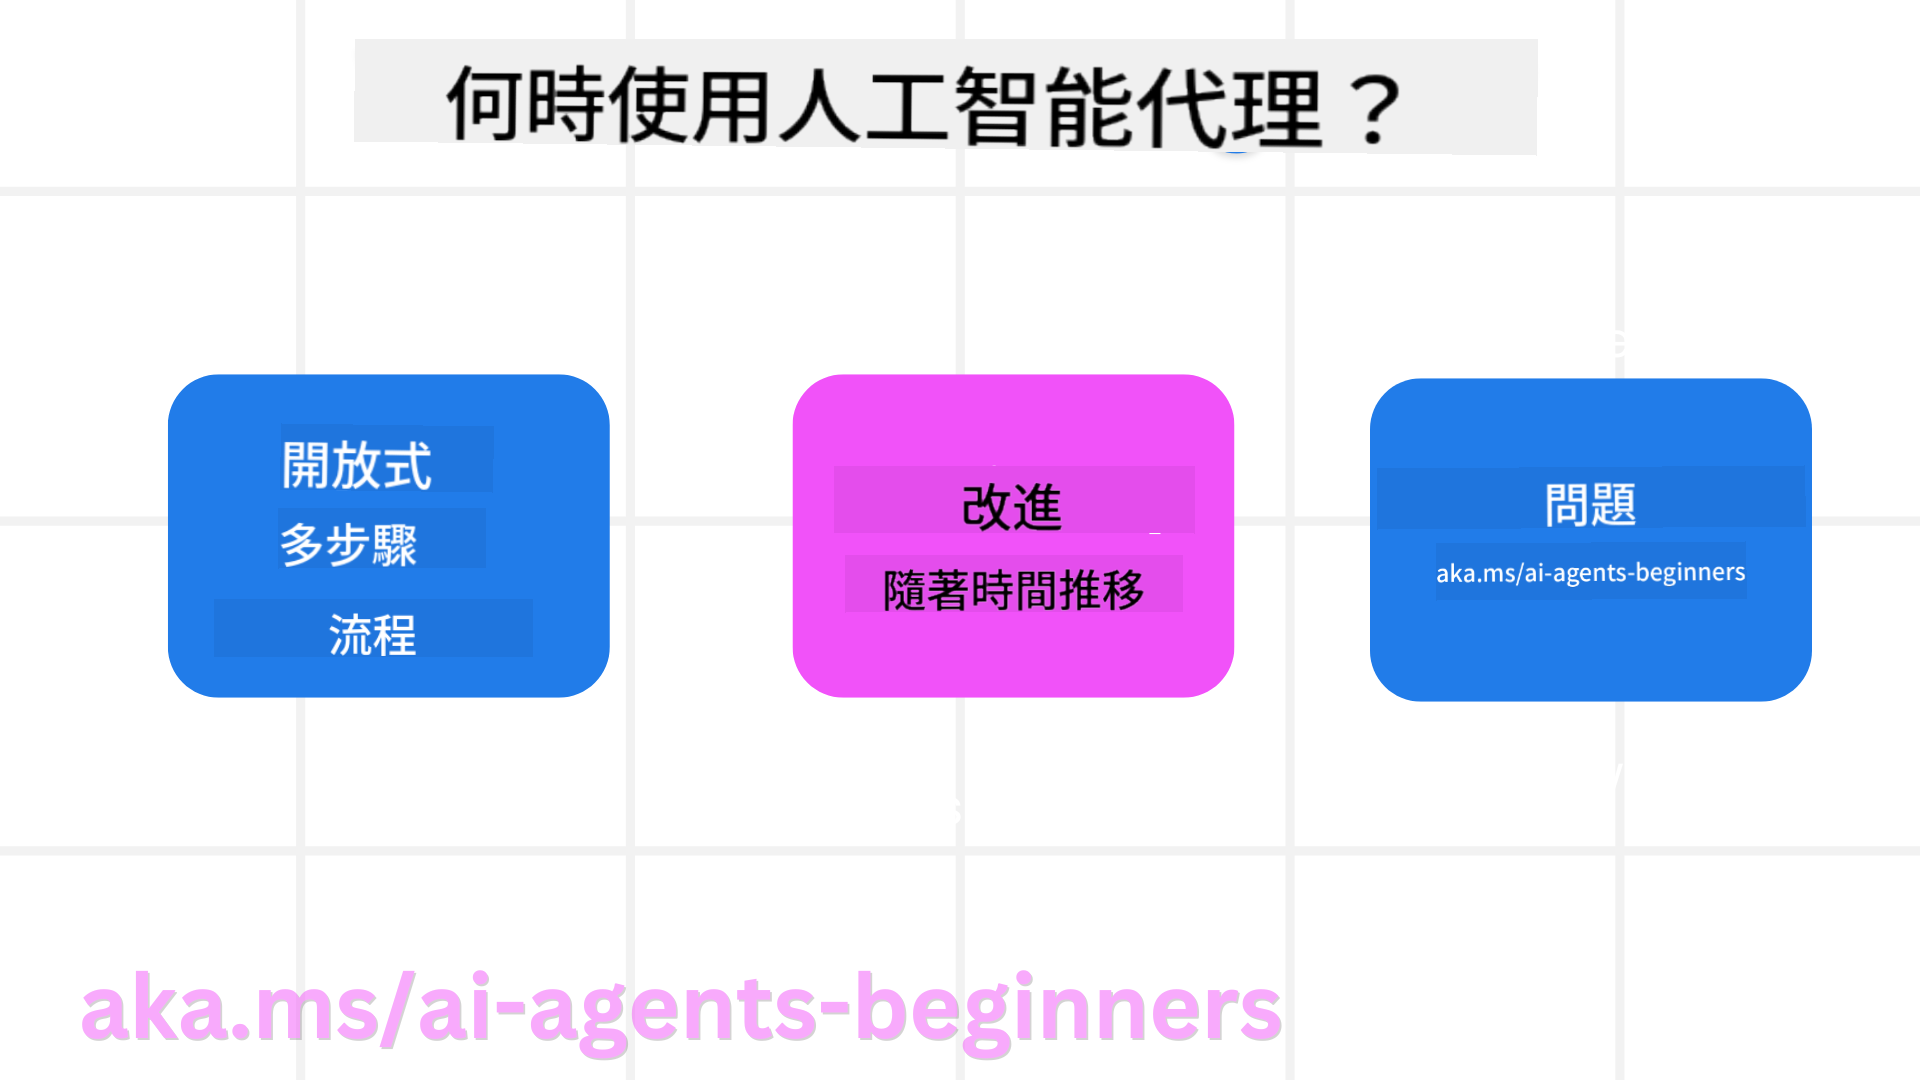 何時使用人工智能代理？
開放式
多步驟
流程
改進
隨著時間推移
問題
aka.ms/ai-agents-beginners
aka.ms/ai-agents-beginners